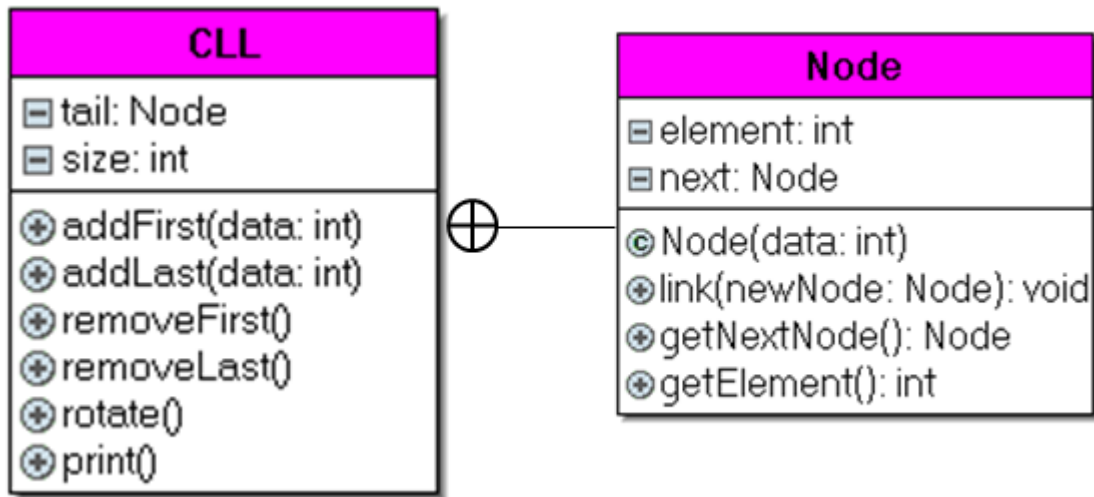 CLL
tail: Node
size: int
addFirst(data: int)
addLast(data: int)
removeFirst()
removeLast()
rotate()
print()
Node
element: int
next: Node
Node(data: int)
link(newNode: Node): void
getNextNode(): Node
getElement(): int